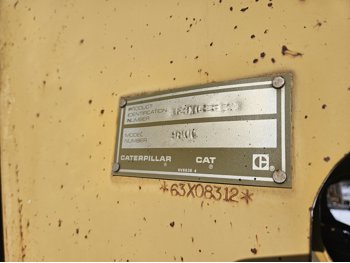 PRODUCT
IDENTIFICATION
NUMBER
MODEL
NUMBER
CATERPILLAR CAT
*63X08312*